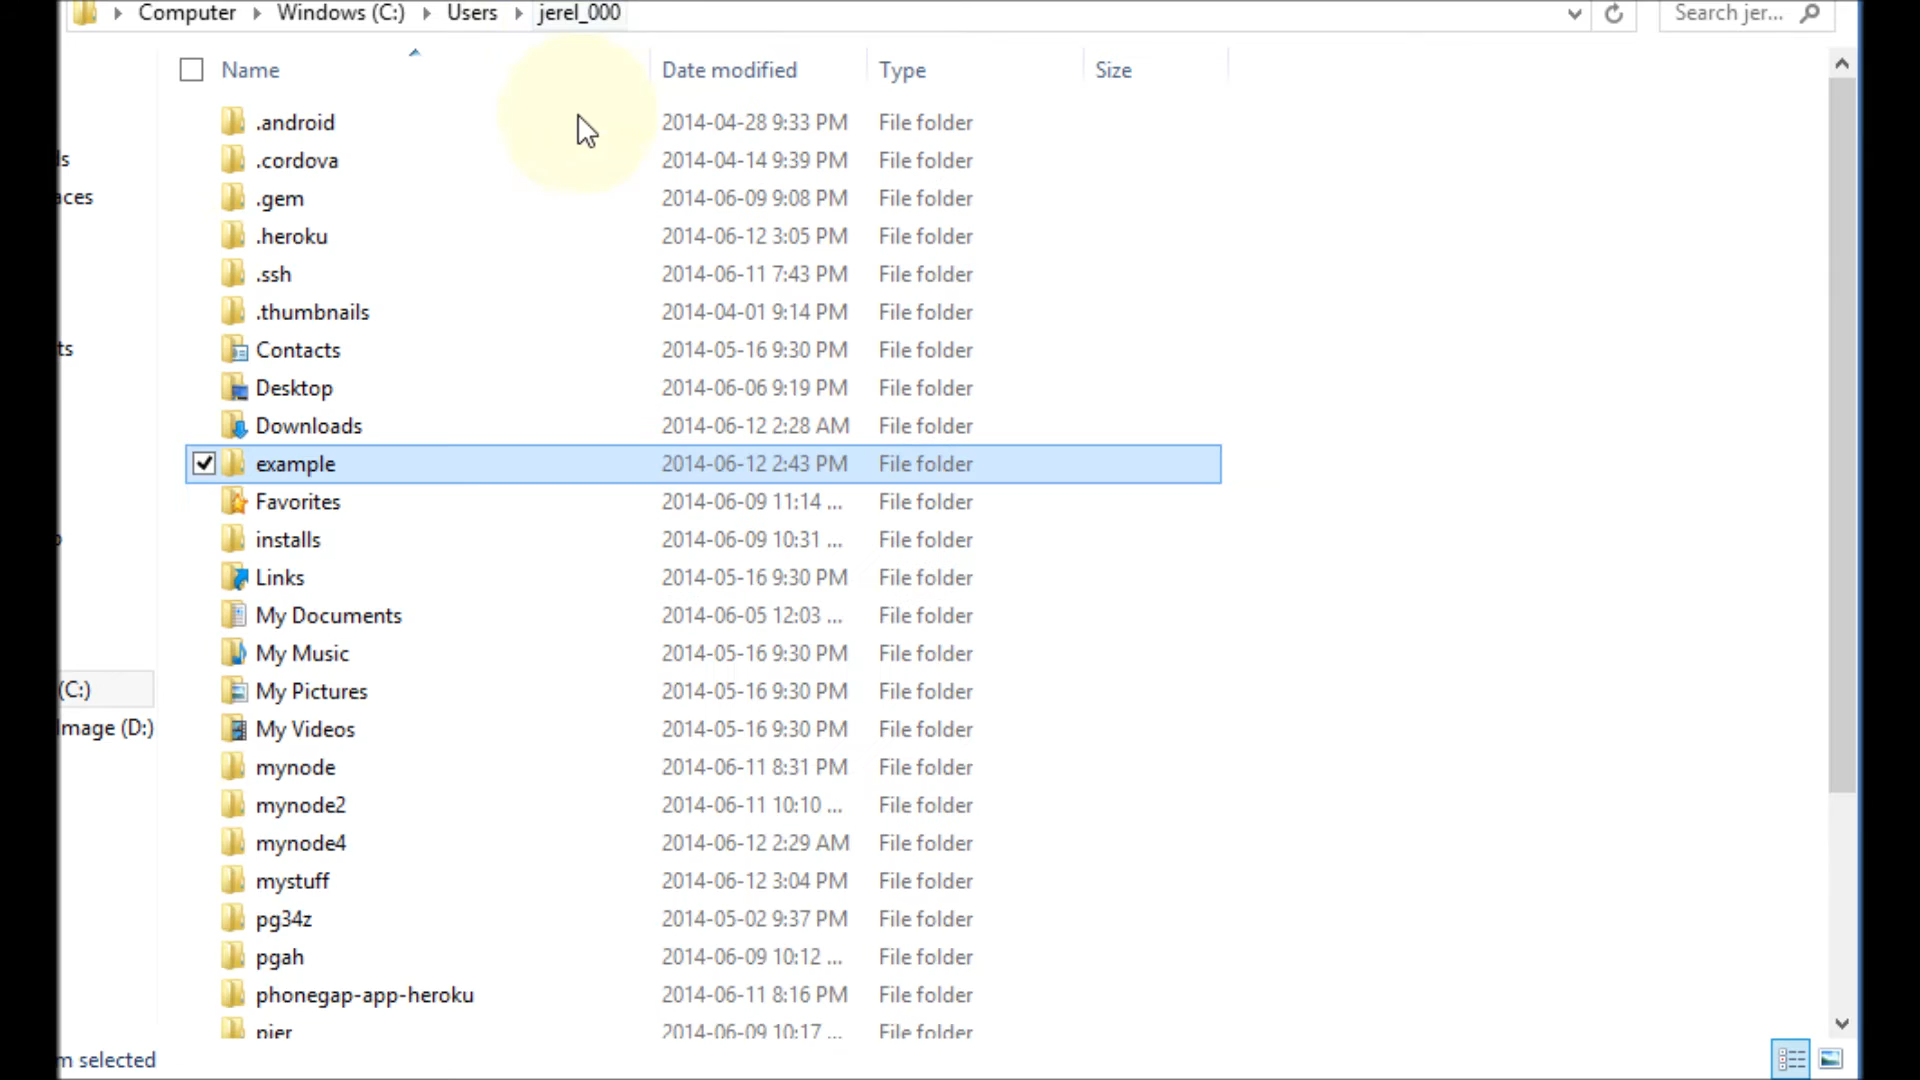 Computer Windows (C:) Users jerel_000 Search jer...
Name Date modified Type Size
.android 2014-04-28 9:33 PM File folder
.cordova 2014-04-14 9:39 PM File folder
.gem 2014-06-09 9:08 PM File folder
.heroku 2014-06-12 3:05 PM File folder
.ssh 2014-06-11 7:43 PM File folder
.thumbnails 2014-04-01 9:14 PM File folder
Contacts 2014-05-16 9:30 PM File folder
Desktop 2014-06-06 9:19 PM File folder
Downloads 2014-06-12 2:28 AM File folder
example 2014-06-12 2:43 PM File folder
Favorites 2014-06-09 11:14 ... File folder
installs 2014-06-09 10:31 ... File folder
Links 2014-05-16 9:30 PM File folder
My Documents 2014-06-05 12:03 ... File folder
My Music 2014-05-16 9:30 PM File folder
My Pictures 2014-05-16 9:30 PM File folder
My Videos 2014-05-16 9:30 PM File folder
mynode 2014-06-11 8:31 PM File folder
mynode2 2014-06-11 10:10 ... File folder
mynode4 2014-06-12 2:29 AM File folder
mystuff 2014-06-12 3:04 PM File folder
pg34z 2014-05-02 9:37 PM File folder
pgah 2014-06-09 10:12 ... File folder
phonegap-app-heroku 2014-06-11 8:16 PM File folder
pier 2014-06-09 10:17 ... File folder
ls
aces
ts
(C:)
Image (D:)
m selected